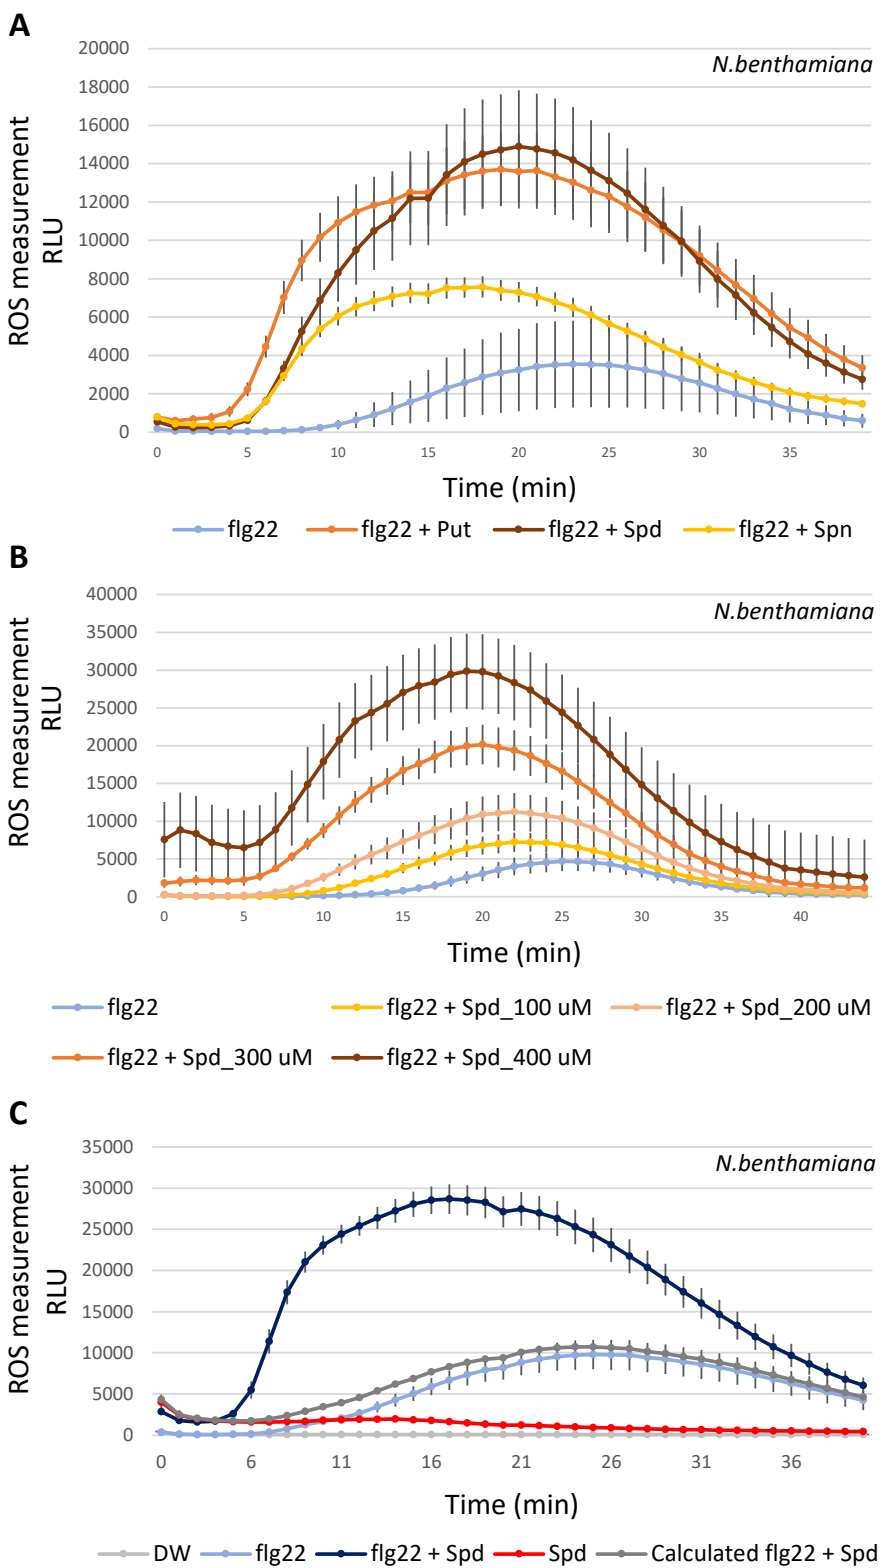 A
20000
N.benthamiana
18000
16000
14000
12000
10000
8000
6000
4000
2000
0
ROS measurement
RLU
0 5 10 15 20 25 30 35
Time (min)
flg22 flg22 + Put flg22 + Spd flg22 + Spn
B
40000
N.benthamiana
35000
30000
25000
20000
15000
10000
5000
0
ROS measurement
RLU
0 5 10 15 20 25 30 35 40
Time (min)
flg22 flg22 + Spd_100 uM flg22 + Spd_200 uM
flg22 + Spd_300 uM flg22 + Spd_400 uM
C
35000
N.benthamiana
30000
25000
20000
15000
10000
5000
0
ROS measurement
RLU
0 6 11 16 21 26 31 36
Time (min)
DW flg22 flg22 + Spd Spd Calculated flg22 + Spd